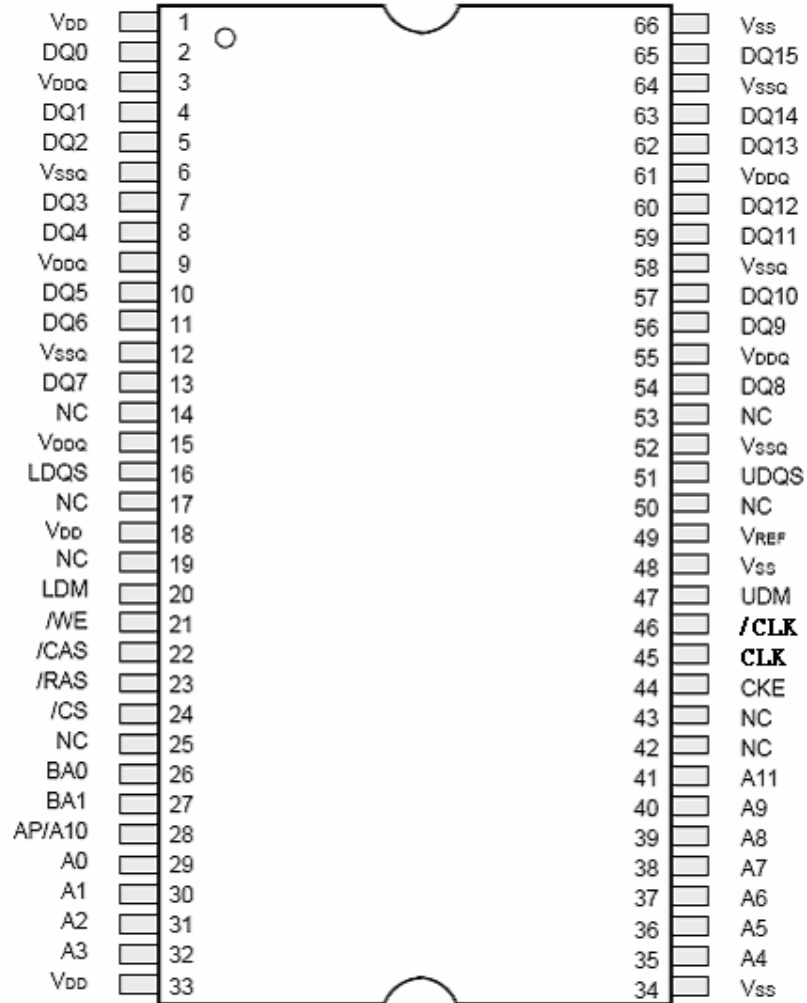 VDD 1 66 VSS
DQ0 2 65 DQ15
VDDQ 3 64 VSSQ
DQ1 4 63 DQ14
DQ2 5 62 DQ13
VSSQ 6 61 VDDQ
DQ3 7 60 DQ12
DQ4 8 59 DQ11
VDDQ 9 58 VSSQ
DQ5 10 57 DQ10
DQ6 11 56 DQ9
VSSQ 12 55 VDDQ
DQ7 13 54 DQ8
NC 14 53 NC
VDDQ 15 52 VSSQ
LDQS 16 51 UDQS
NC 17 50 NC
VDD 18 49 VREF
NC 19 48 VSS
LDM 20 47 UDM
/WE 21 46 /CLK
/CAS 22 45 CLK
/RAS 23 44 CKE
/CS 24 43 NC
NC 25 42 NC
BA0 26 41 A11
BA1 27 40 A9
AP/A10 28 39 A8
A0 29 38 A7
A1 30 37 A6
A2 31 36 A5
A3 32 35 A4
VDD 33 34 VSS